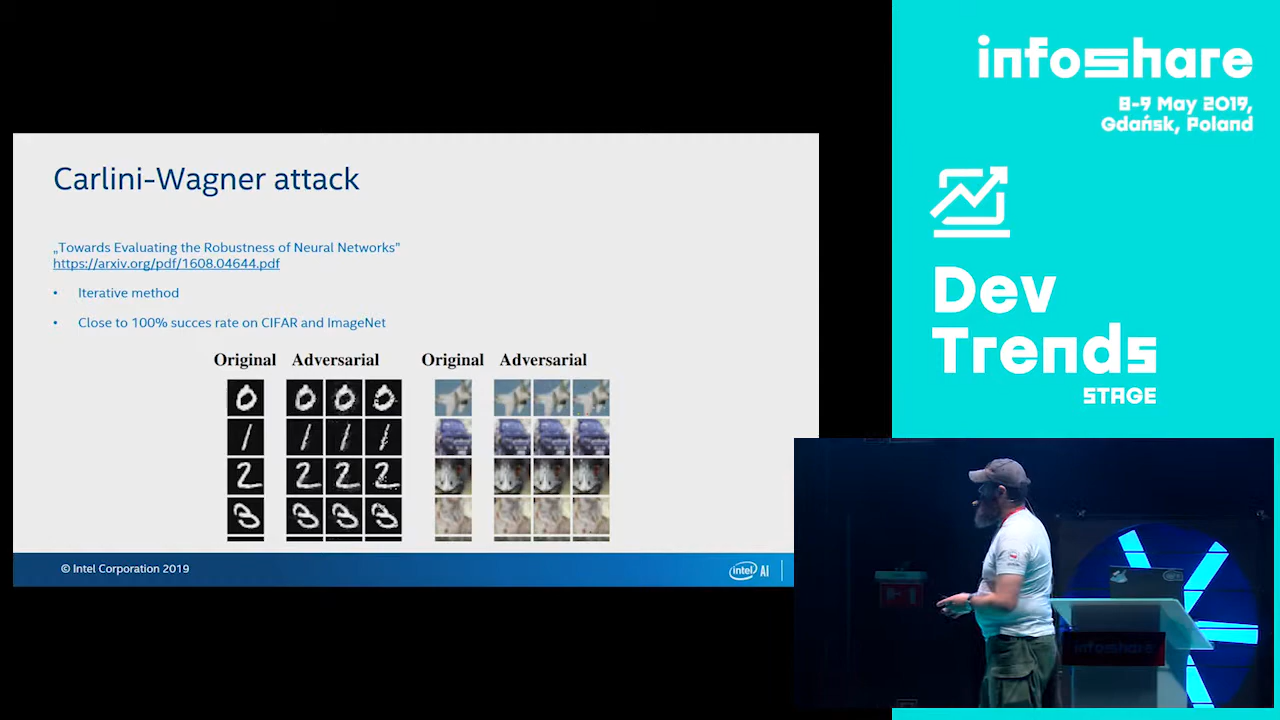 Carlini-Wagner attack
„Towards Evaluating the Robustness of Neural Networks"
https://arxiv.org/pdf/1608.04644.pdf
• Iterative method
• Close to 100% succes rate on CIFAR and ImageNet
Original Adversarial Original Adversarial
© Intel Corporation 2019
intel AI
infoshare
8-9 May 2019,
Gdańsk, Poland
Dev
Trends
STAGE
infoshare